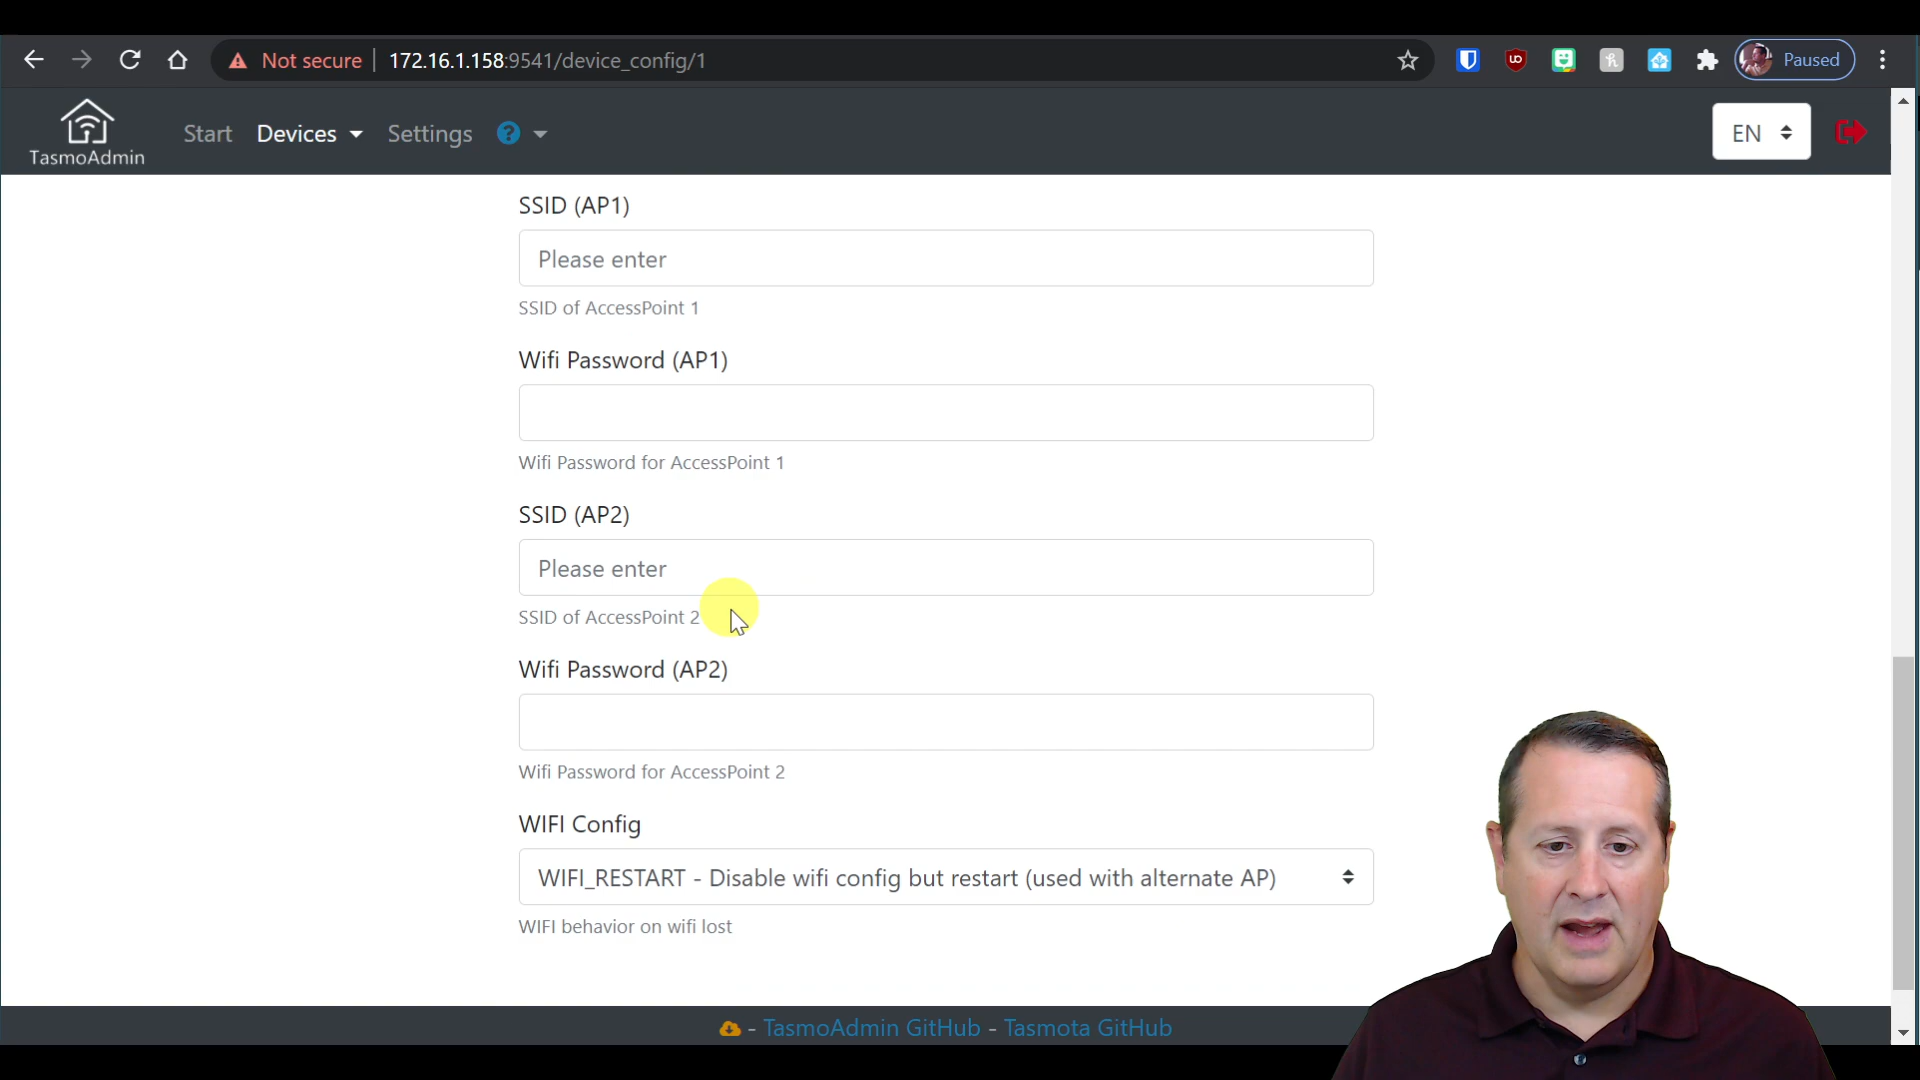 Not secure | 172.16.1.158:9541/device_config/1
Paused
TasmoAdmin
Start
Devices
Settings
?
EN
SSID (AP1)
Please enter
SSID of AccessPoint 1
Wifi Password (AP1)
Wifi Password for AccessPoint 1
SSID (AP2)
Please enter
SSID of AccessPoint 2
Wifi Password (AP2)
Wifi Password for AccessPoint 2
WIFI Config
WIFI_RESTART - Disable wifi config but restart (used with alternate AP)
WIFI behavior on wifi lost
- TasmoAdmin GitHub - Tasmota GitHub